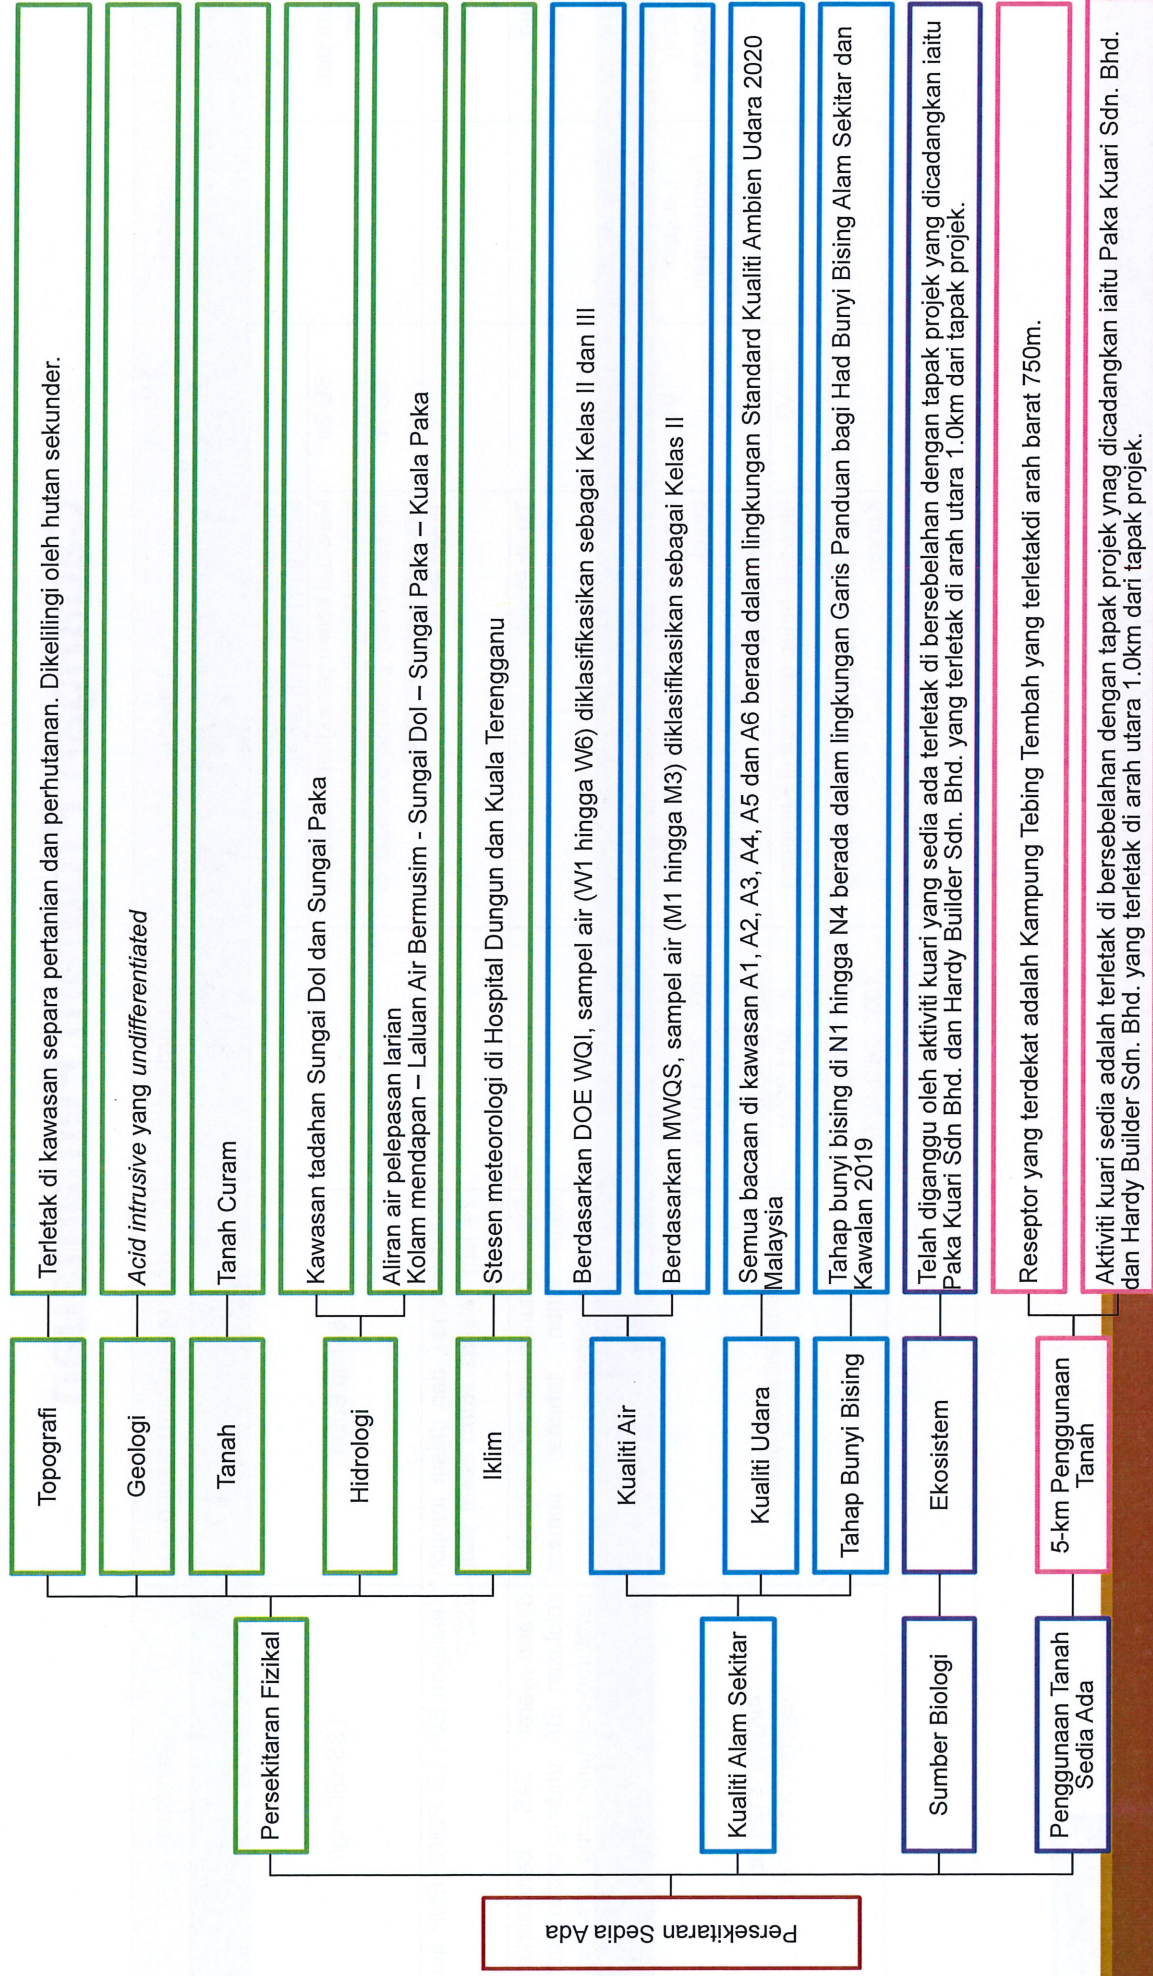 Persekitaran Sedia Ada
Persekitaran Fizikal
Topografi
Terletak di kawasan separa pertanian dan perhutanan. Dikelilingi oleh hutan sekunder.
Geologi
Acid intrusive yang undifferentiated
Tanah
Tanah Curam
Hidrologi
Kawasan tadahan Sungai Dol dan Sungai Paka
Aliran air pelepasan larian
Kolam mendapan – Laluan Air Bermusim - Sungai Dol – Sungai Paka – Kuala Paka
Iklim
Stesen meteorologi di Hospital Dungun dan Kuala Terengganu
Kualiti Alam Sekitar
Kualiti Air
Berdasarkan DOE WQI, sampel air (W1 hingga W6) diklasifikasikan sebagai Kelas II dan III
Berdasarkan MWQS, sampel air (M1 hingga M3) diklasifikasikan sebagai Kelas II
Kualiti Udara
Semua bacaan di kawasan A1, A2, A3, A4, A5 dan A6 berada dalam lingkungan Standard Kualiti Ambien Udara 2020
Malaysia
Tahap Bunyi Bising
Tahap bunyi bising di N1 hingga N4 berada dalam lingkungan Garis Panduan bagi Had Bunyi Bising Alam Sekitar dan
Kawalan 2019
Sumber Biologi
Ekosistem
Telah diganggu oleh aktiviti kuari yang sedia ada terletak di bersebelahan dengan tapak projek yang dicadangkan iaitu
Paka Kuari Sdn Bhd. dan Hardy Builder Sdn. Bhd. yang terletak di arah utara 1.0km dari tapak projek.
Penggunaan Tanah
Sedia Ada
5-km Penggunaan
Tanah
Reseptor yang terdekat adalah Kampung Tebing Tembah yang terletakdi arah barat 750m.
Aktiviti kuari sedia adalah terletak di bersebelahan dengan tapak projek ynag dicadangkan iaitu Paka Kuari Sdn. Bhd.
dan Hardy Builder Sdn. Bhd. yang terletak di arah utara 1.0km dari tapak projek.